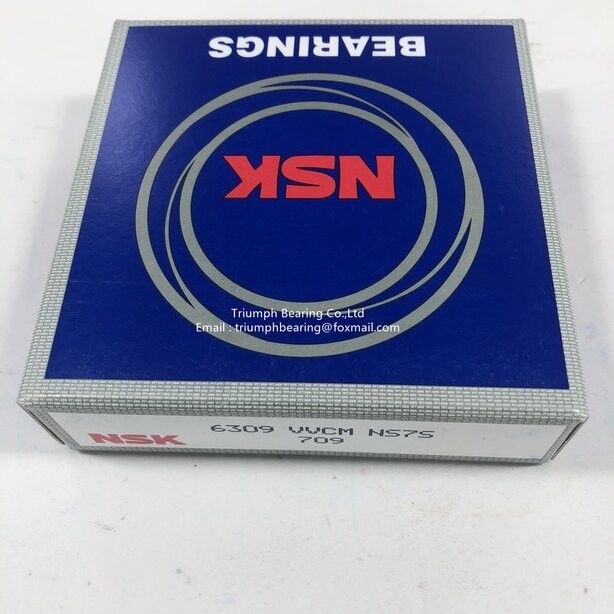 BEARINGS
NSK
Triumph Bearing Co.,Ltd
Email : triumphbearing@foxmail.com
NSK
6309 VVCM NS7S
709